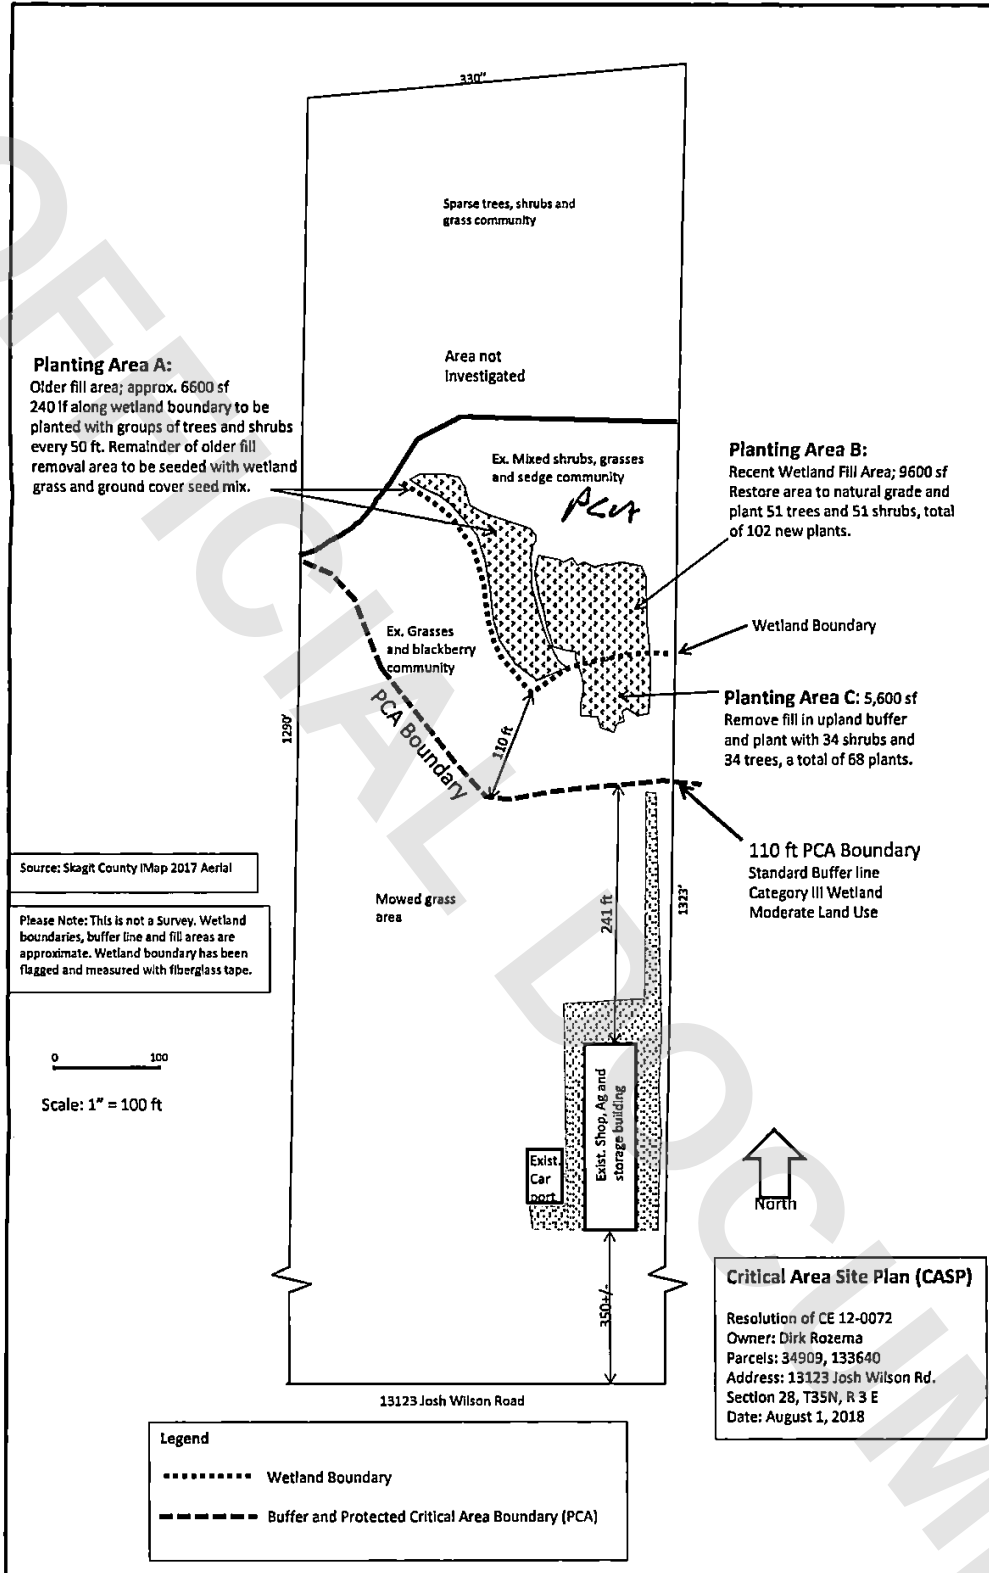 330"
Sparse trees, shrubs and
grass community
Area not
Investigated
Planting Area A:
Older fill area; approx. 6600 sf
240 lf along wetland boundary to be
planted with groups of trees and shrubs
every 50 ft. Remainder of older fill
removal area to be seeded with wetland
grass and ground cover seed mix.
Ex. Mixed shrubs, grasses
and sedge community
PCA
Planting Area B:
Recent Wetland Fill Area; 9600 sf
Restore area to natural grade and
plant 51 trees and 51 shrubs, total
of 102 new plants.
Wetland Boundary
Ex. Grasses
and blackberry
community
PCA Boundary
110 ft
1290'
Planting Area C: 5,600 sf
Remove fill in upland buffer
and plant with 34 shrubs and
34 trees, a total of 68 plants.
110 ft PCA Boundary
Standard Buffer line
Category III Wetland
Moderate Land Use
Source: Skagit County iMap 2017 Aerial
Please Note: This is not a Survey. Wetland
boundaries, buffer line and fill areas are
approximate. Wetland boundary has been
flagged and measured with fiberglass tape.
Mowed grass
area
241 ft
1323'
0 100
Scale: 1" = 100 ft
Exist. Shop, Ag and
storage building
Exist.
Car
port
North
350+/-
Critical Area Site Plan (CASP)
Resolution of CE 12-0072
Owner: Dirk Rozema
Parcels: 34909, 133640
Address: 13123 Josh Wilson Rd.
Section 28, T35N, R 3 E
Date: August 1, 2018
13123 Josh Wilson Road
Legend
Wetland Boundary
Buffer and Protected Critical Area Boundary (PCA)
OFFICIAL DOCUM